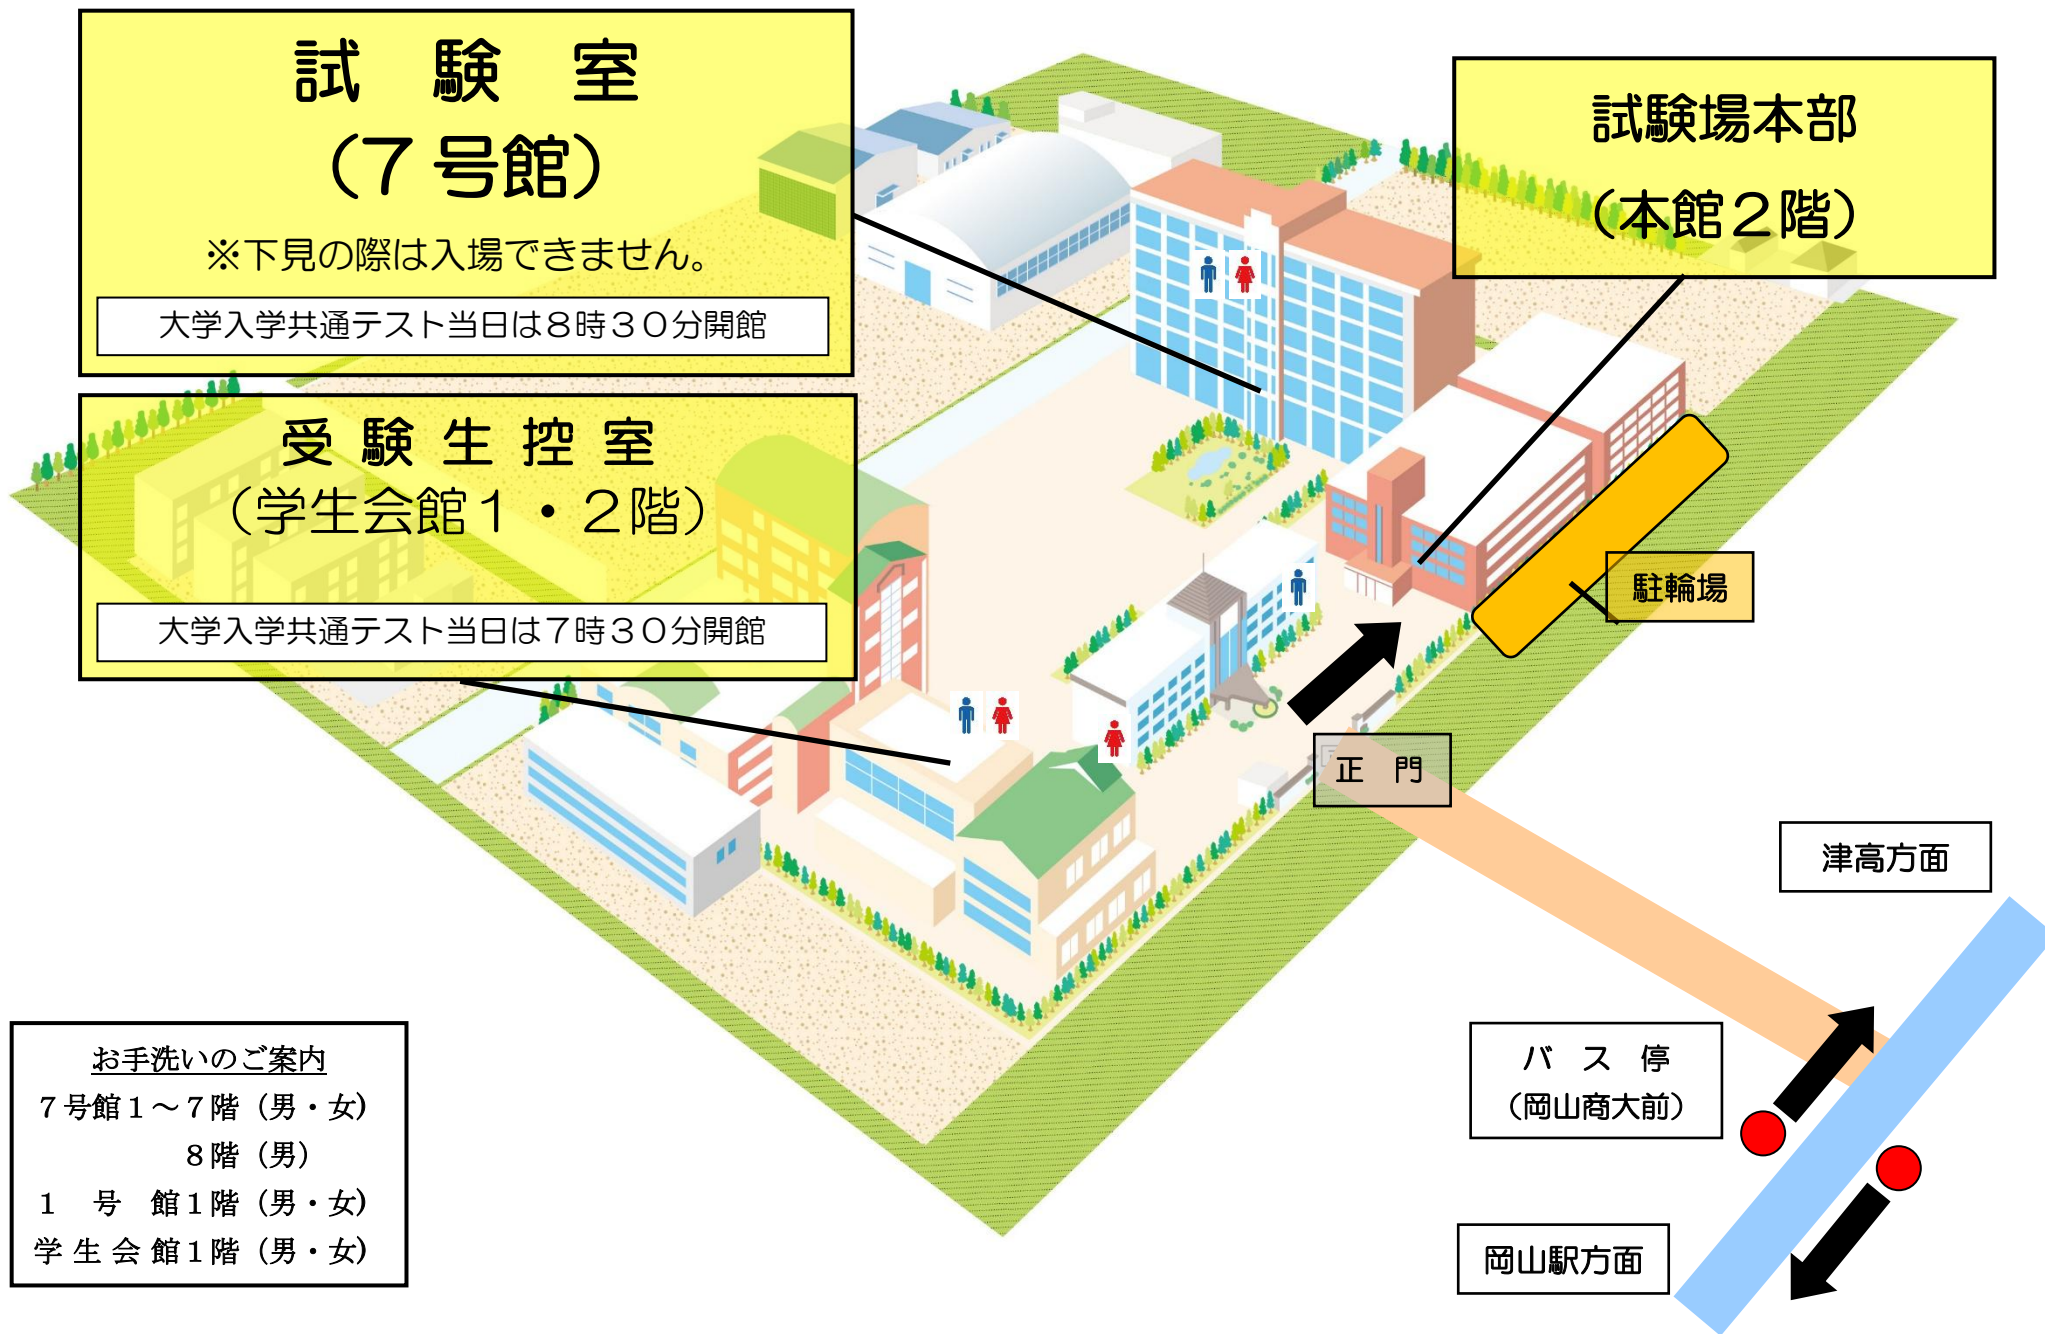 試　験　室
（７号館）
※下見の際は入場できません。
大学入学共通テスト当日は８時３０分開館
受 験 生 控 室
（学生会館１・２階）
大学入学共通テスト当日は７時３０分開館
試験場本部
（本館２階）
駐輪場
正　門
津高方面
バ　ス　停
（岡山商大前）
岡山駅方面
お手洗いのご案内
７号館１～７階（男・女）
８階（男）
１　号　館１階（男・女）
学 生 会 館１階（男・女）